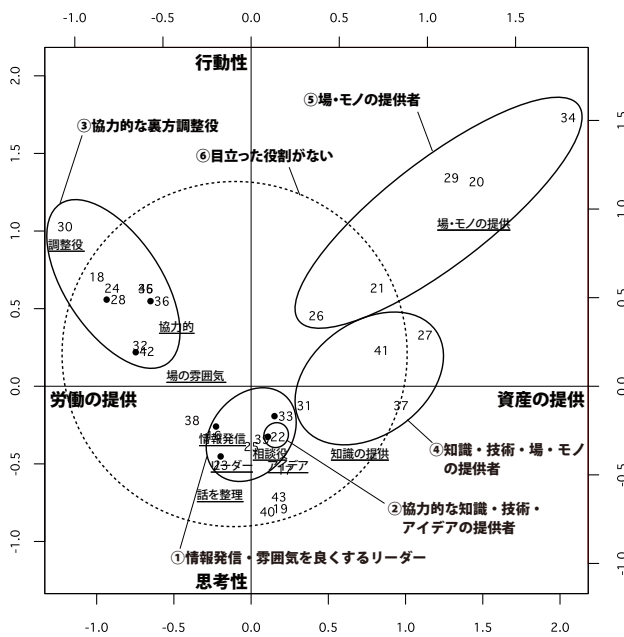 -1.0 -0.5 0.0 0.5 1.0 1.5
行動性
2.0
⑤場・モノの提供者
34
1.5
③協力的な裏方調整役
⑥目立った役割がない
1.5
29 20
場・モノの提供
1.0
30
調整役
1.0
18
24
28
36
21
0.5
26
0.5
協力的
32
42
27
41
場の雰囲気
0.0
労働の提供
資産の提供
0.0
31
37
38
33
情報発信
22
25
相談役
知識の提供
④知識・技術・場・モノ
の提供者
リーダー
アイデア
-0.5
-0.5
話を整理
43
19
40
②協力的な知識・技術・
アイデアの提供者
-1.0
①情報発信・雰囲気を良くするリーダー
-1.0
思考性
-1.0 -0.5 0.0 0.5 1.0 1.5 2.0